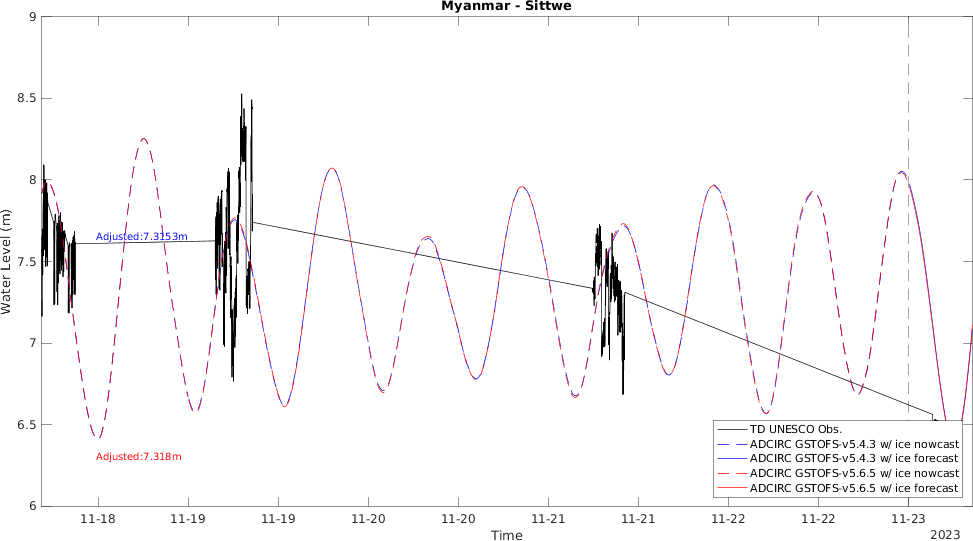 Myanmar - Sittwe
9
8.5
8
7.5
7
6.5
6
Water Level (m)
Adjusted:7.3153m
Adjusted:7.318m
TD UNESCO Obs.
ADCIRC GSTOFS-v5.4.3 w/ ice nowcast
ADCIRC GSTOFS-v5.4.3 w/ ice forecast
ADCIRC GSTOFS-v5.6.5 w/ ice nowcast
ADCIRC GSTOFS-v5.6.5 w/ ice forecast
11-18 11-19 11-19 11-20 11-20 11-21 11-21 11-22 11-22 11-23
Time
2023